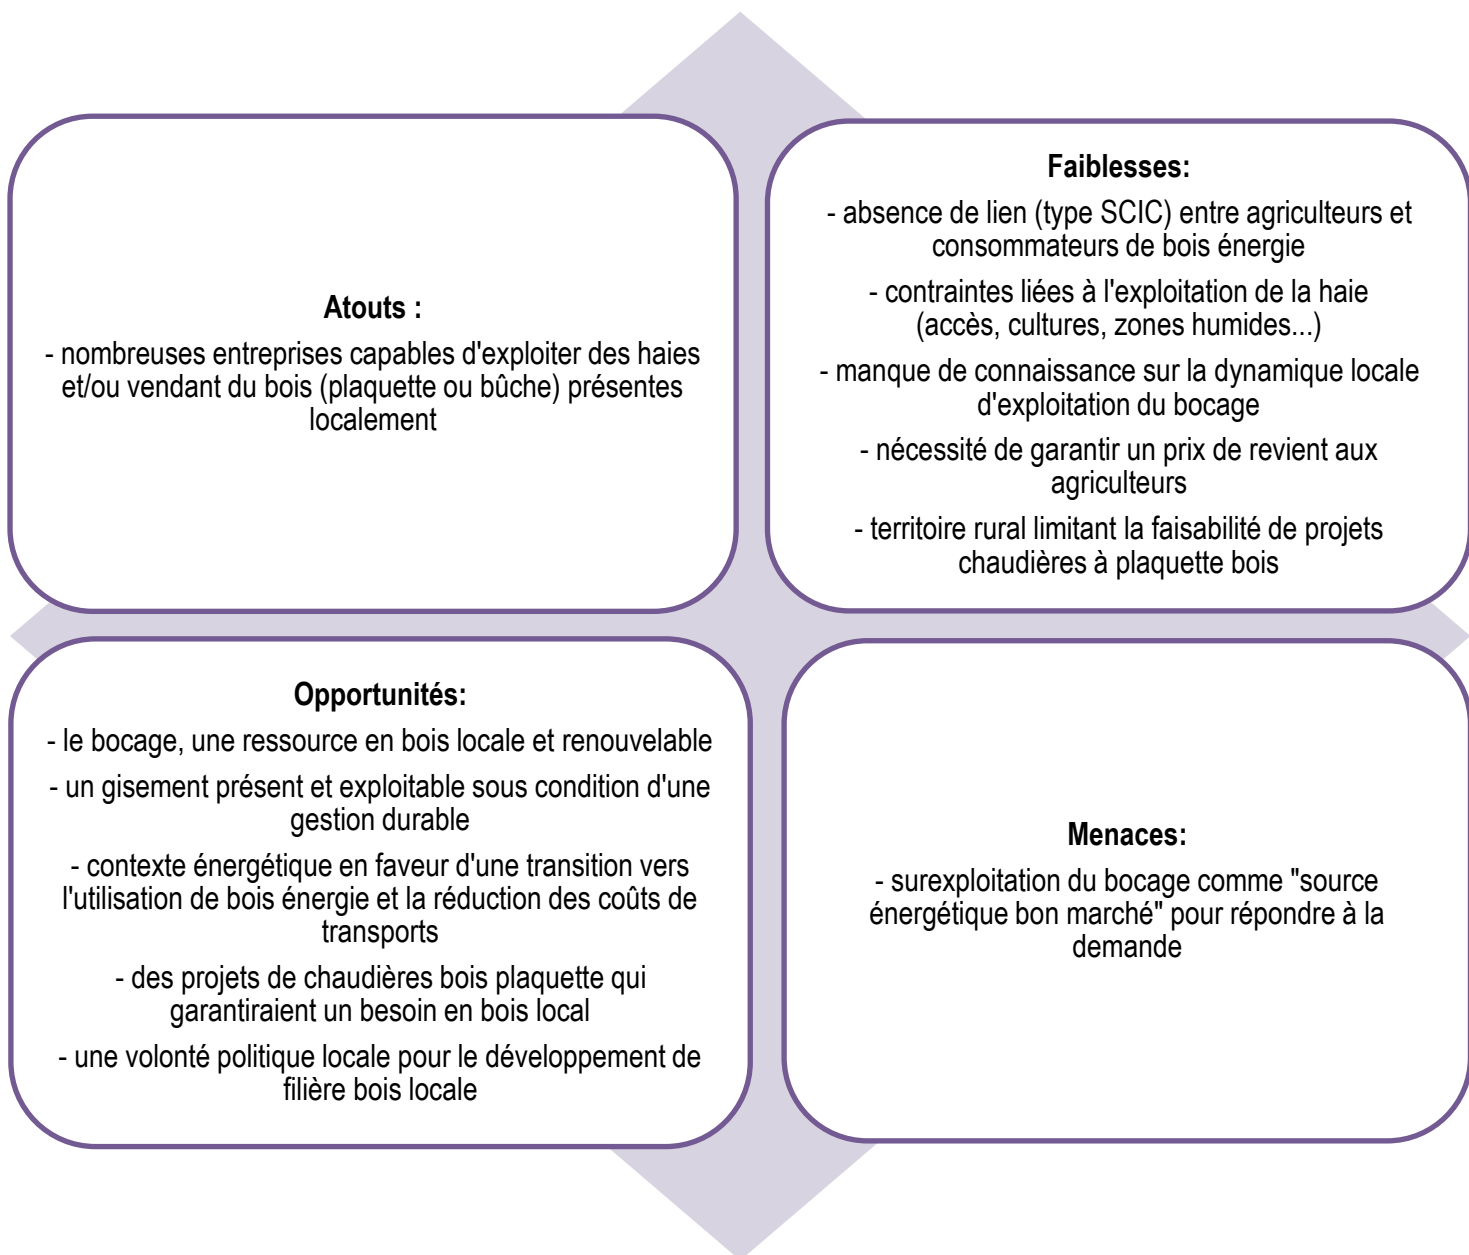 Atouts :
- nombreuses entreprises capables d'exploiter des haies
et/ou vendant du bois (plaquette ou bûche) présentes
localement
Faiblesses:
- absence de lien (type SCIC) entre agriculteurs et
consommateurs de bois énergie
- contraintes liées à l'exploitation de la haie
(accès, cultures, zones humides...)
- manque de connaissance sur la dynamique locale
d'exploitation du bocage
- nécessité de garantir un prix de revient aux
agriculteurs
- territoire rural limitant la faisabilité de projets
chaudières à plaquette bois
Opportunités:
- le bocage, une ressource en bois locale et renouvelable
- un gisement présent et exploitable sous condition d'une
gestion durable
- contexte énergétique en faveur d'une transition vers
l'utilisation de bois énergie et la réduction des coûts de
transports
- des projets de chaudières bois plaquette qui
garantiraient un besoin en bois local
- une volonté politique locale pour le développement de
filière bois locale
Menaces:
- surexploitation du bocage comme "source
énergétique bon marché" pour répondre à la
demande